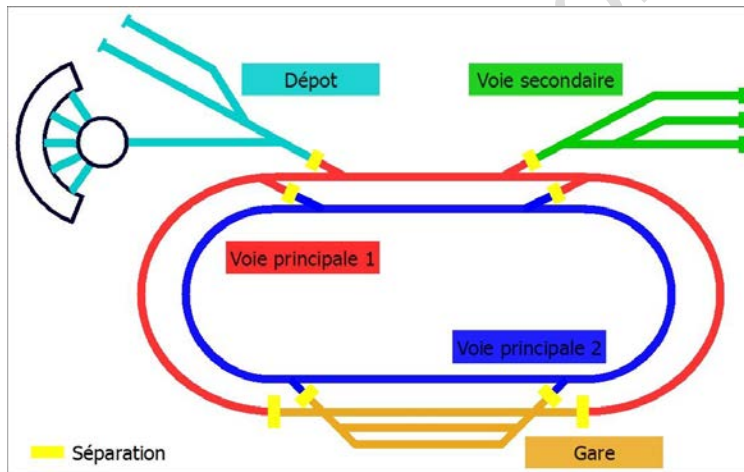 Dépot
Voie secondaire
Voie principale 1
Voie principale 2
Séparation
Gare